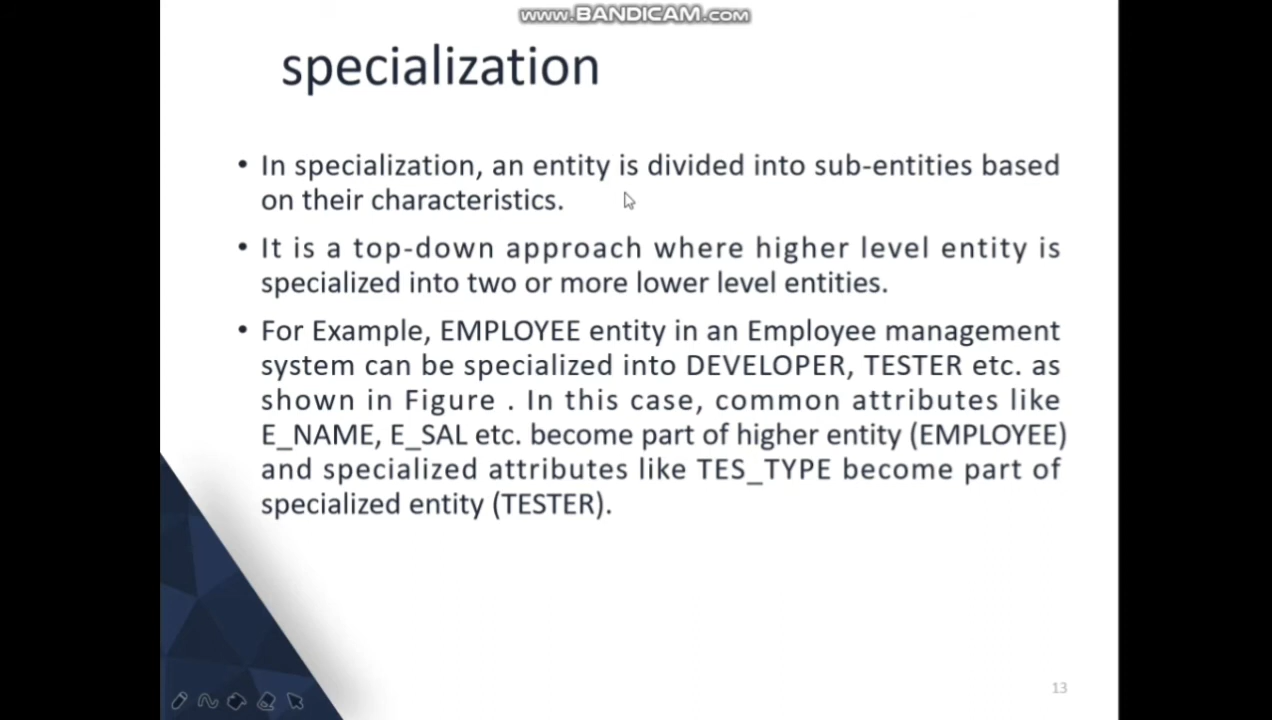 www.BANDICAM.com
specialization
• In specialization, an entity is divided into sub-entities based
on their characteristics.
• It is a top-down approach where higher level entity is
specialized into two or more lower level entities.
• For Example, EMPLOYEE entity in an Employee management
system can be specialized into DEVELOPER, TESTER etc. as
shown in Figure . In this case, common attributes like
E_NAME, E_SAL etc. become part of higher entity (EMPLOYEE)
and specialized attributes like TES_TYPE become part of
specialized entity (TESTER).
13